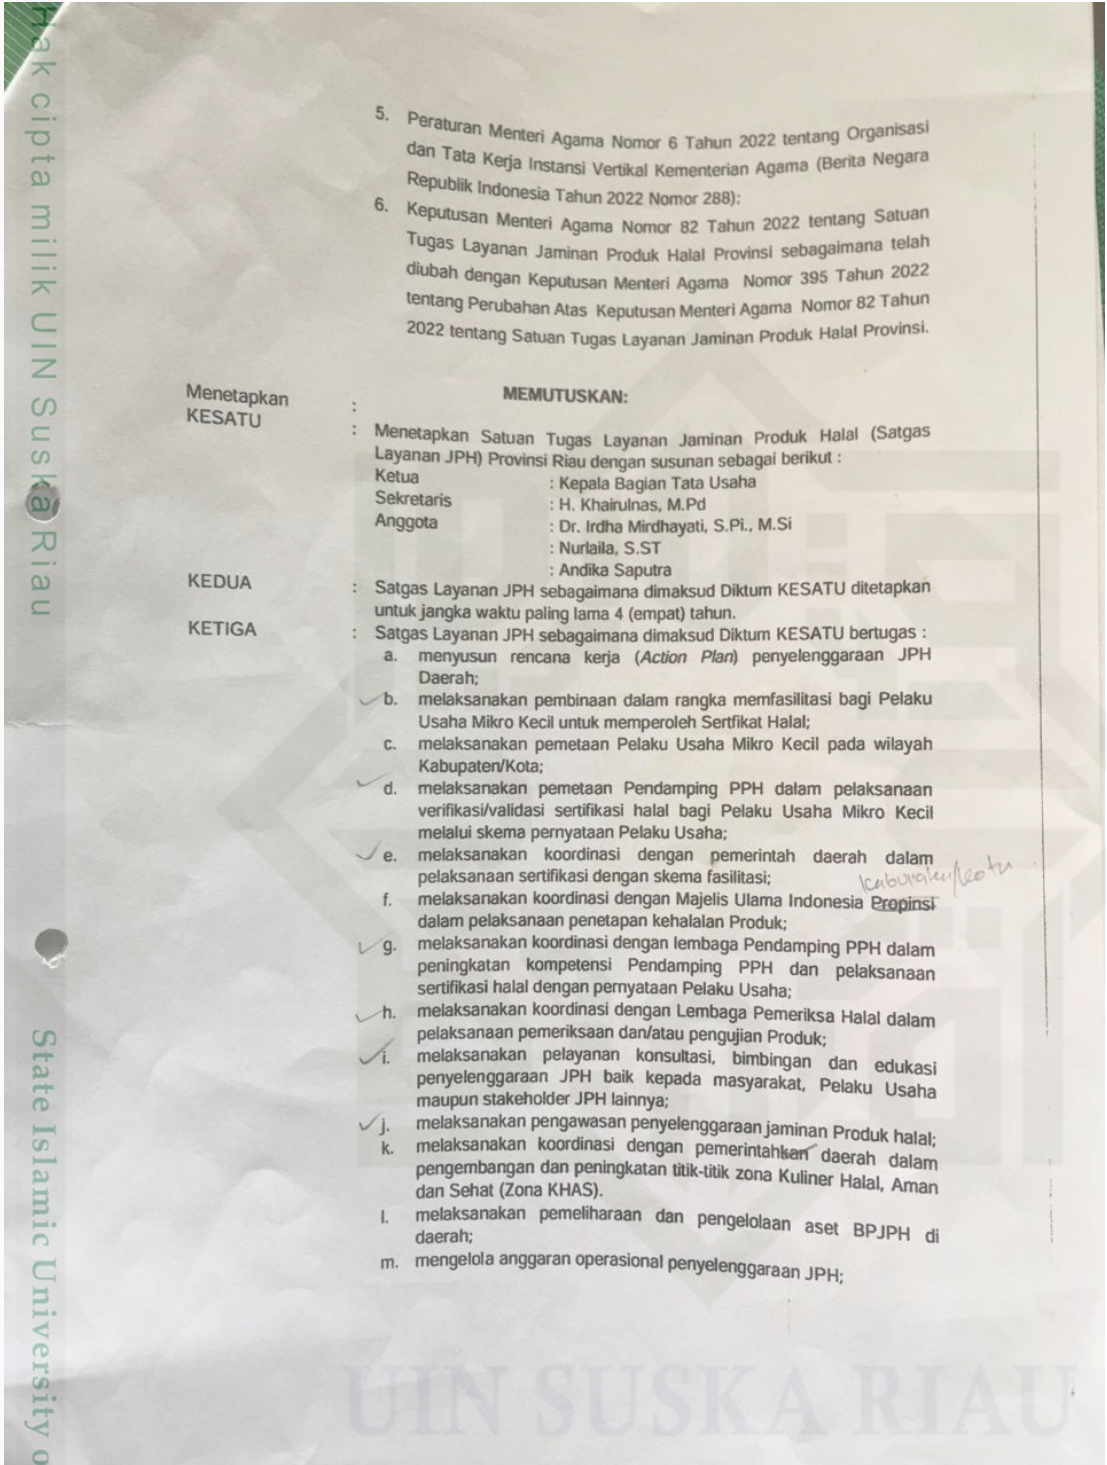 Hak cipta milik UIN Suska Riau
State Islamic University o
5. Peraturan Menteri Agama Nomor 6 Tahun 2022 tentang Organisasi
dan Tata Kerja Instansi Vertikal Kementerian Agama (Berita Negara
Republik Indonesia Tahun 2022 Nomor 288):
6. Keputusan Menteri Agama Nomor 82 Tahun 2022 tentang Satuan
Tugas Layanan Jaminan Produk Halal Provinsi sebagaimana telah
diubah dengan Keputusan Menteri Agama Nomor 395 Tahun 2022
tentang Perubahan Atas Keputusan Menteri Agama Nomor 82 Tahun
2022 tentang Satuan Tugas Layanan Jaminan Produk Halal Provinsi.
MEMUTUSKAN:
Menetapkan :
KESATU : Menetapkan Satuan Tugas Layanan Jaminan Produk Halal (Satgas
Layanan JPH) Provinsi Riau dengan susunan sebagai berikut :
Ketua : Kepala Bagian Tata Usaha
Sekretaris : H. Khairulnas, M.Pd
Anggota : Dr. Irdha Mirdhayati, S.Pi., M.Si
: Nurlaila, S.ST
: Andika Saputra
KEDUA : Satgas Layanan JPH sebagaimana dimaksud Diktum KESATU ditetapkan
untuk jangka waktu paling lama 4 (empat) tahun.
KETIGA : Satgas Layanan JPH sebagaimana dimaksud Diktum KESATU bertugas :
a. menyusun rencana kerja (Action Plan) penyelenggaraan JPH
Daerah;
b. melaksanakan pembinaan dalam rangka memfasilitasi bagi Pelaku
Usaha Mikro Kecil untuk memperoleh Sertfikat Halal;
c. melaksanakan pemetaan Pelaku Usaha Mikro Kecil pada wilayah
Kabupaten/Kota;
d. melaksanakan pemetaan Pendamping PPH dalam pelaksanaan
verifikasi/validasi sertifikasi halal bagi Pelaku Usaha Mikro Kecil
melalui skema pernyataan Pelaku Usaha;
e. melaksanakan koordinasi dengan pemerintah daerah dalam
pelaksanaan sertifikasi dengan skema fasilitasi;
f. melaksanakan koordinasi dengan Majelis Ulama Indonesia Propinsi
dalam pelaksanaan penetapan kehalalan Produk;
g. melaksanakan koordinasi dengan lembaga Pendamping PPH dalam
peningkatan kompetensi Pendamping PPH dan pelaksanaan
sertifikasi halal dengan pernyataan Pelaku Usaha;
h. melaksanakan koordinasi dengan Lembaga Pemeriksa Halal dalam
pelaksanaan pemeriksaan dan/atau pengujian Produk;
i. melaksanakan pelayanan konsultasi, bimbingan dan edukasi
penyelenggaraan JPH baik kepada masyarakat, Pelaku Usaha
maupun stakeholder JPH lainnya;
j. melaksanakan pengawasan penyelenggaraan jaminan Produk halal;
k. melaksanakan koordinasi dengan pemerintahkan daerah dalam
pengembangan dan peningkatan titik-titik zona Kuliner Halal, Aman
dan Sehat (Zona KHAS).
l. melaksanakan pemeliharaan dan pengelolaan aset BPJPH di
daerah;
m. mengelola anggaran operasional penyelenggaraan JPH;
UIN SUSKA RIAU